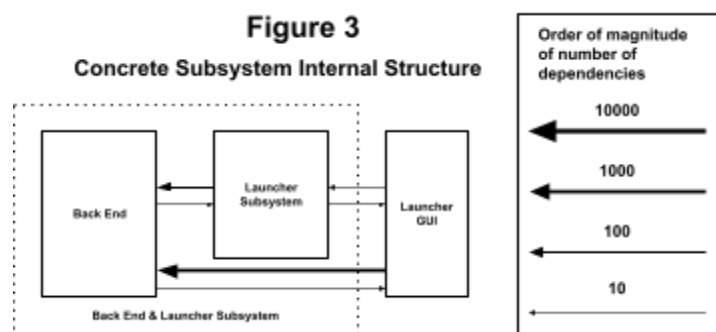 Figure 3
Concrete Subsystem Internal Structure
Back End
Launcher
Subsystem
Launcher
GUI
Back End & Launcher Subsystem
Order of magnitude
of number of
dependencies
10000
1000
100
10